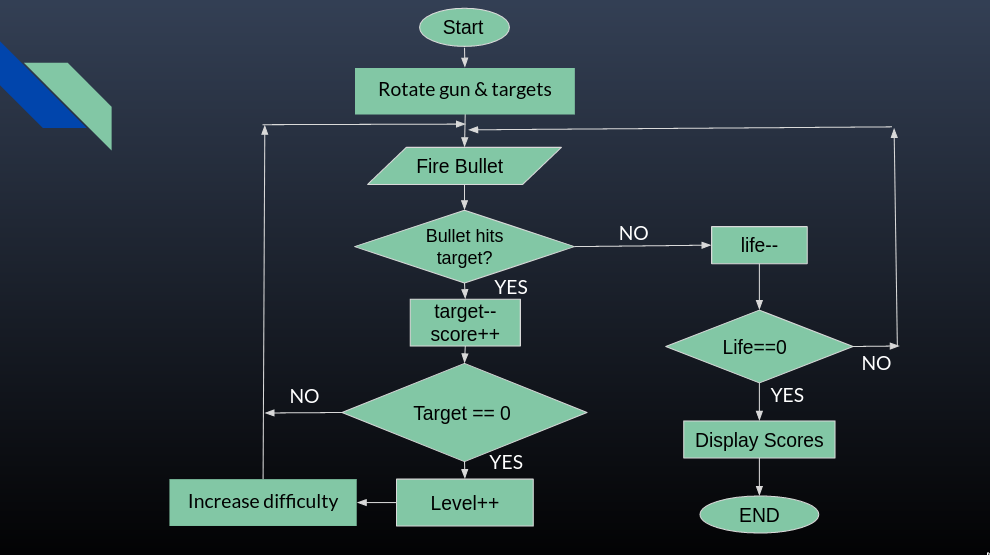 Start
Rotate gun & targets
Fire Bullet
Bullet hits
target?
NO
life--
YES
target--
score++
Life==0
NO
NO
Target == 0
YES
Display Scores
YES
Increase difficulty
Level++
END